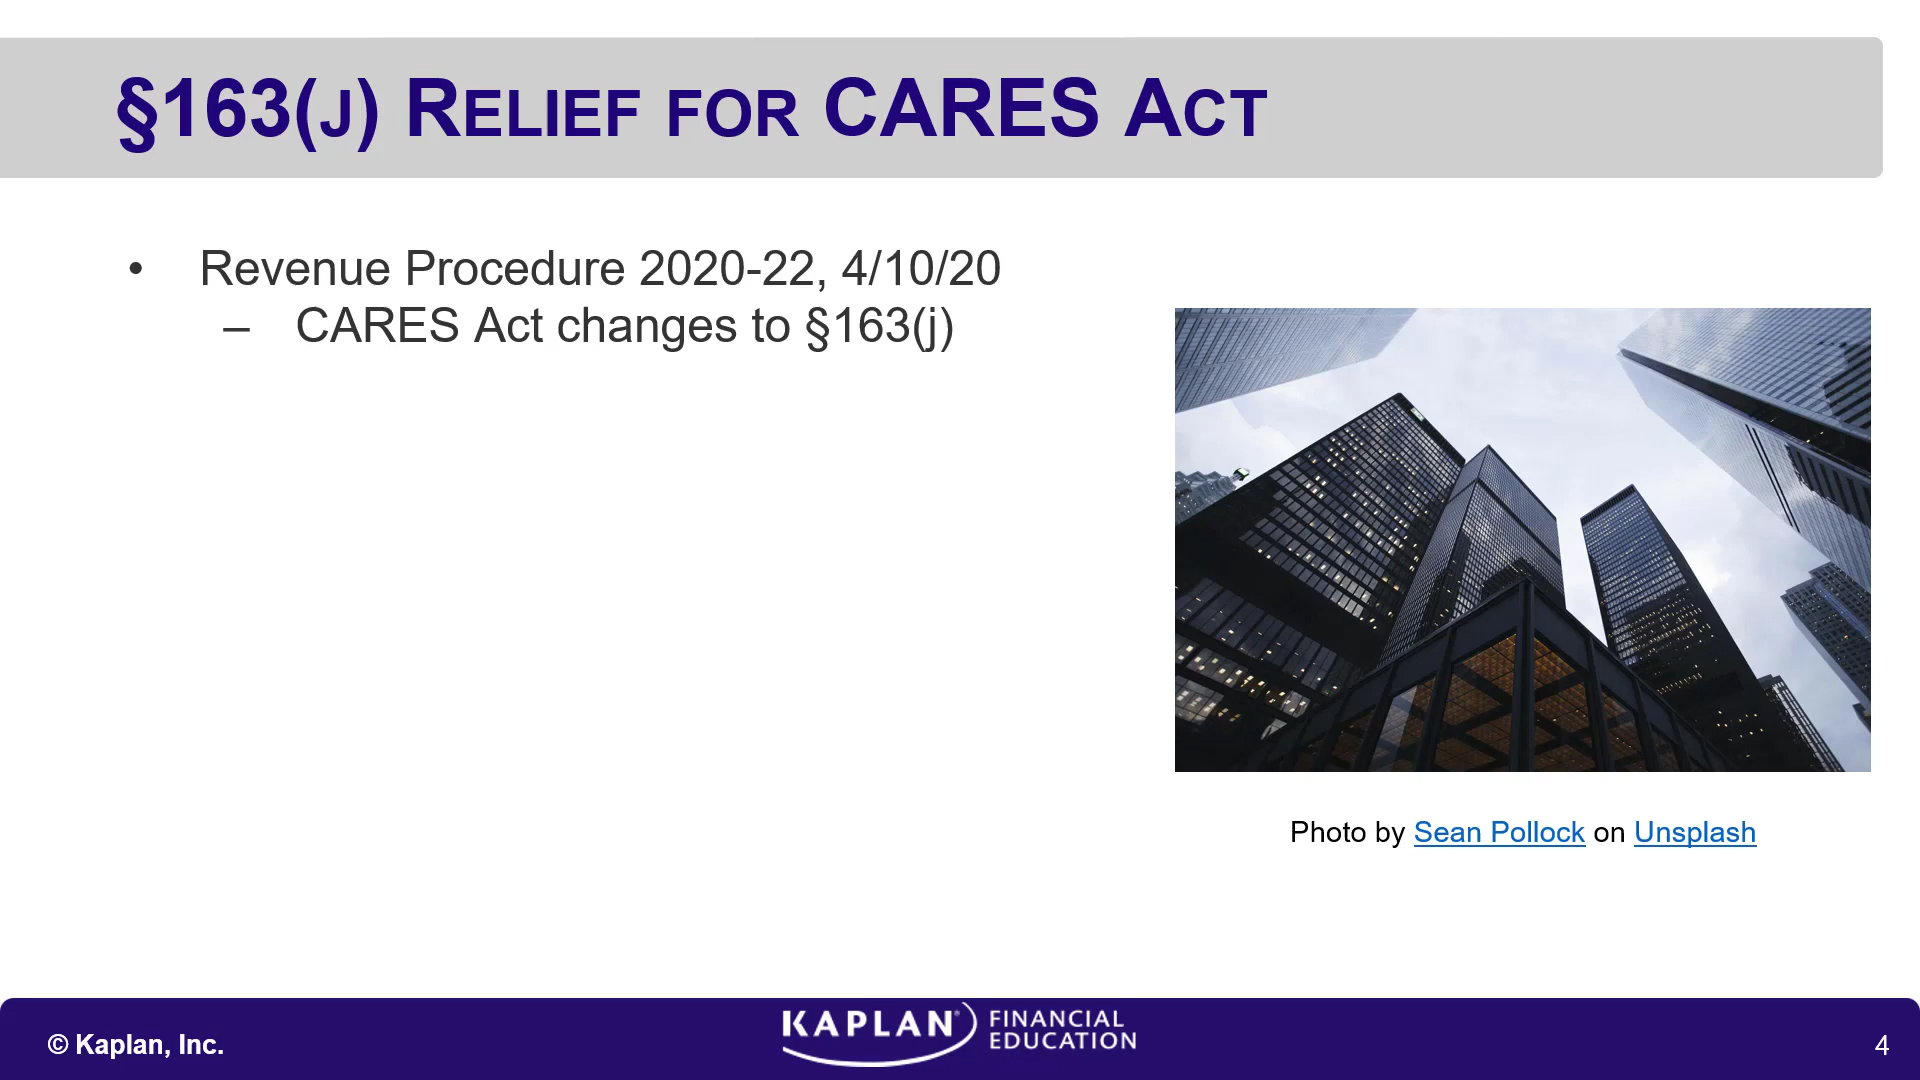 §163(J) RELIEF FOR CARES ACT
• Revenue Procedure 2020-22, 4/10/20
– CARES Act changes to §163(j)
Photo by Sean Pollock on Unsplash
© Kaplan, Inc.
KAPLAN® FINANCIAL EDUCATION
4